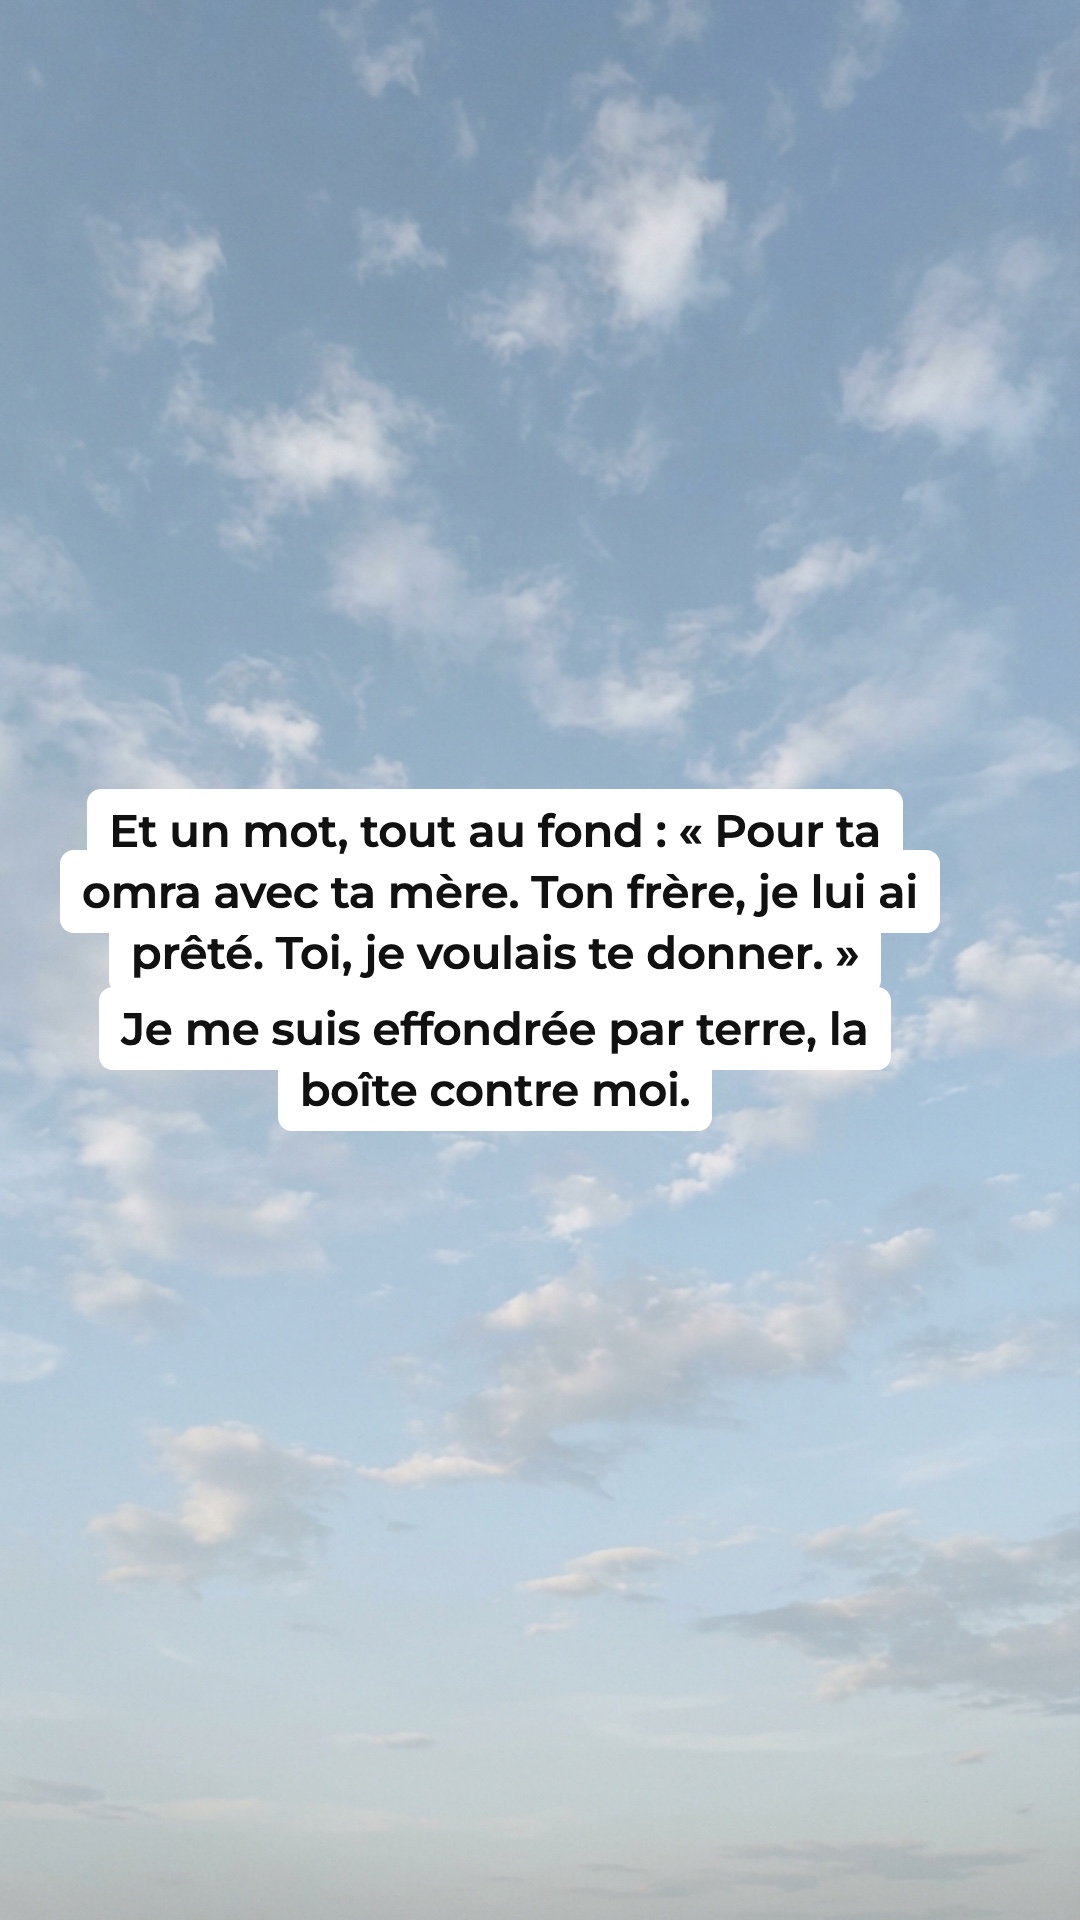 Et un mot, tout au fond : « Pour ta
omra avec ta mère. Ton frère, je lui ai
prêté. Toi, je voulais te donner. »
Je me suis effondrée par terre, la
boîte contre moi.